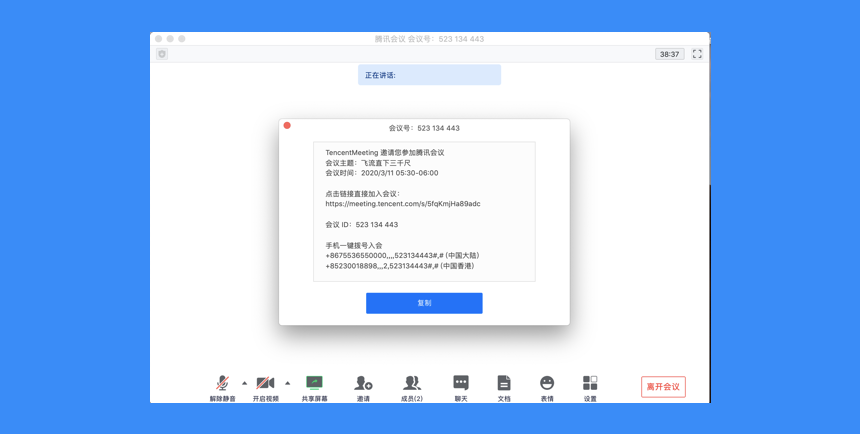 腾讯会议 会议号：523 134 443
38:37
正在讲话:
会议号：523 134 443
TencentMeeting 邀请您参加腾讯会议
会议主题：飞流直下三千尺
会议时间：2020/3/11 05:30-06:00
点击链接直接加入会议：
https://meeting.tencent.com/s/5fqKmjHa89adc
会议 ID：523 134 443
手机一键拨号入会
+8675536550000,,,,523134443#,# (中国大陆)
+85230018898,,,2,523134443#,# (中国香港)
复制
解除静音 开启视频 共享屏幕 邀请 成员(2) 聊天 文档 表情 设置 离开会议